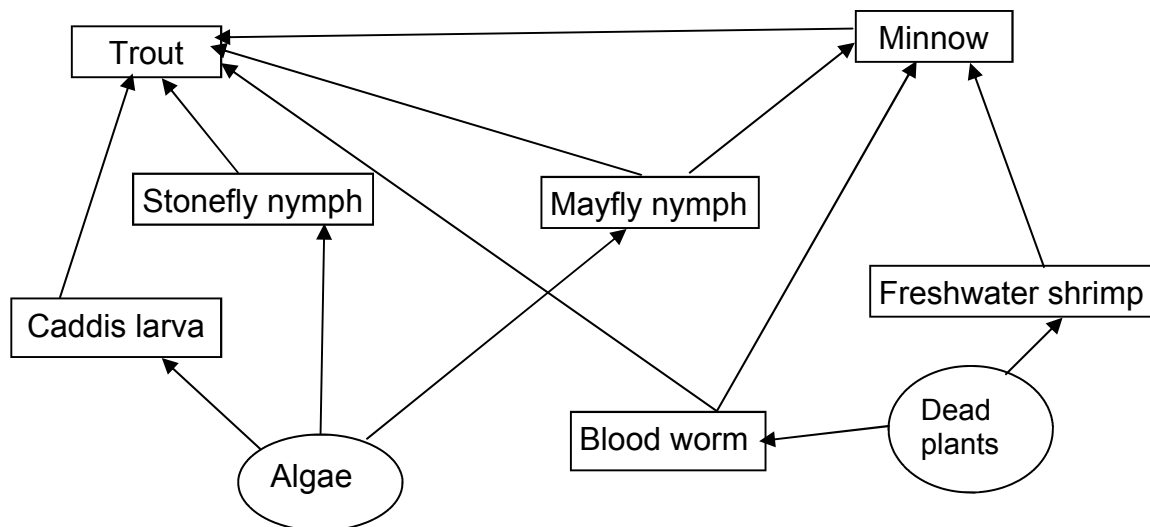 Trout
Minnow
Stonefly nymph
Mayfly nymph
Freshwater shrimp
Caddis larva
Dead
plants
Blood worm
Algae